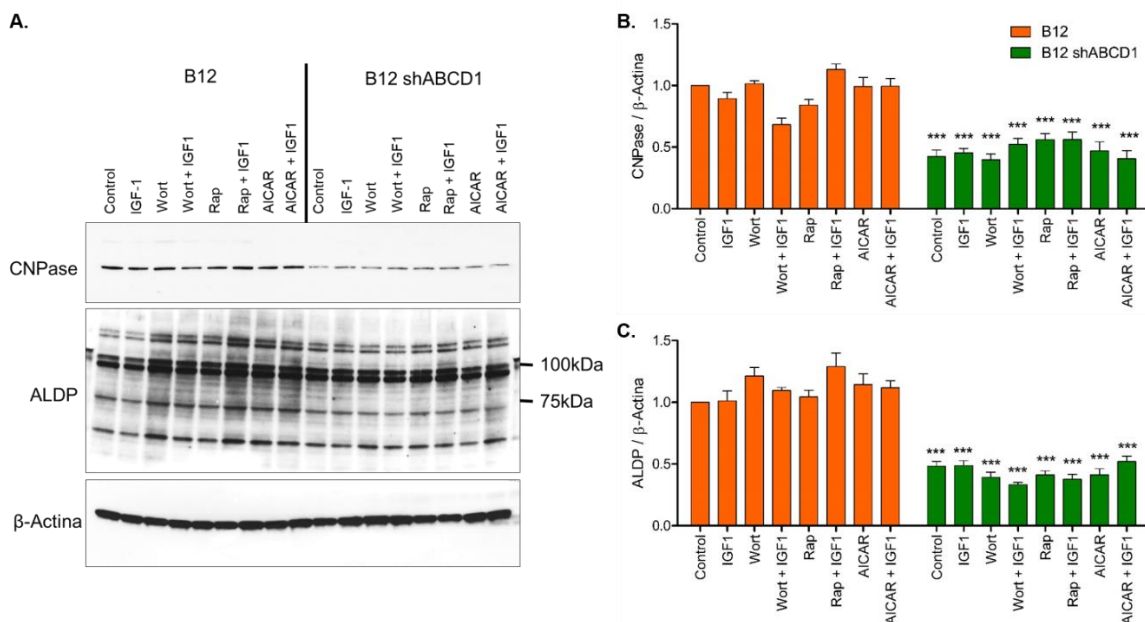 A.
B12
B12 shABCD1
Control
IGF-1
Wort
Wort + IGF1
Rap
Rap + IGF1
AICAR
AICAR + IGF1
Control
IGF-1
Wort
Wort + IGF1
Rap
Rap + IGF1
AICAR
AICAR + IGF1
CNPase
ALDP
100kDa
75kDa
β-Actina
B.
B12
B12 shABCD1
CNPase / β-Actina
1.5
1.0
0.5
0.0
*** *** *** *** *** *** *** ***
Control
IGF1
Wort
Wort + IGF1
Rap
Rap + IGF1
AICAR
AICAR + IGF1
Control
IGF1
Wort
Wort + IGF1
Rap
Rap + IGF1
AICAR
AICAR + IGF1
C.
ALDP / β-Actina
1.5
1.0
0.5
0.0
*** *** *** *** *** *** *** ***
Control
IGF1
Wort
Wort + IGF1
Rap
Rap + IGF1
AICAR
AICAR + IGF1
Control
IGF1
Wort
Wort + IGF1
Rap
Rap + IGF1
AICAR
AICAR + IGF1